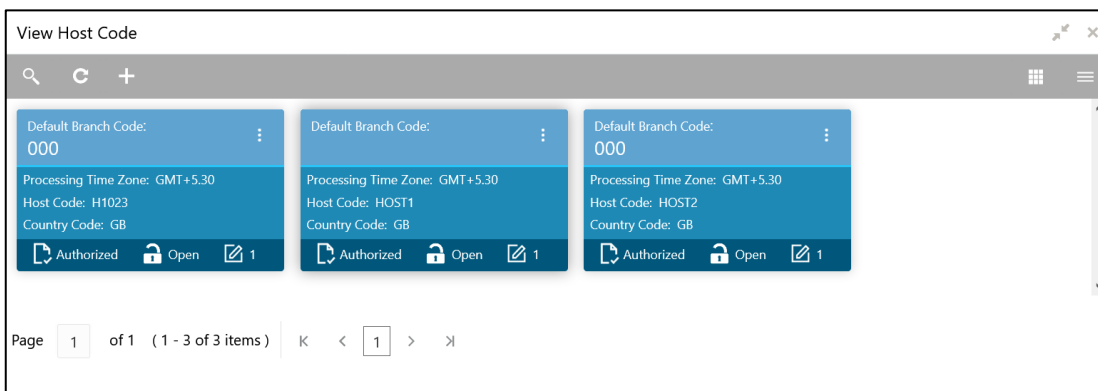 View Host Code
Default Branch Code:
000
Processing Time Zone: GMT+5.30
Host Code: H1023
Country Code: GB
Authorized Open 1
Default Branch Code:
Processing Time Zone: GMT+5.30
Host Code: HOST1
Country Code: GB
Authorized Open 1
Default Branch Code:
000
Processing Time Zone: GMT+5.30
Host Code: HOST2
Country Code: GB
Authorized Open 1
Page 1 of 1 ( 1 - 3 of 3 items ) 1